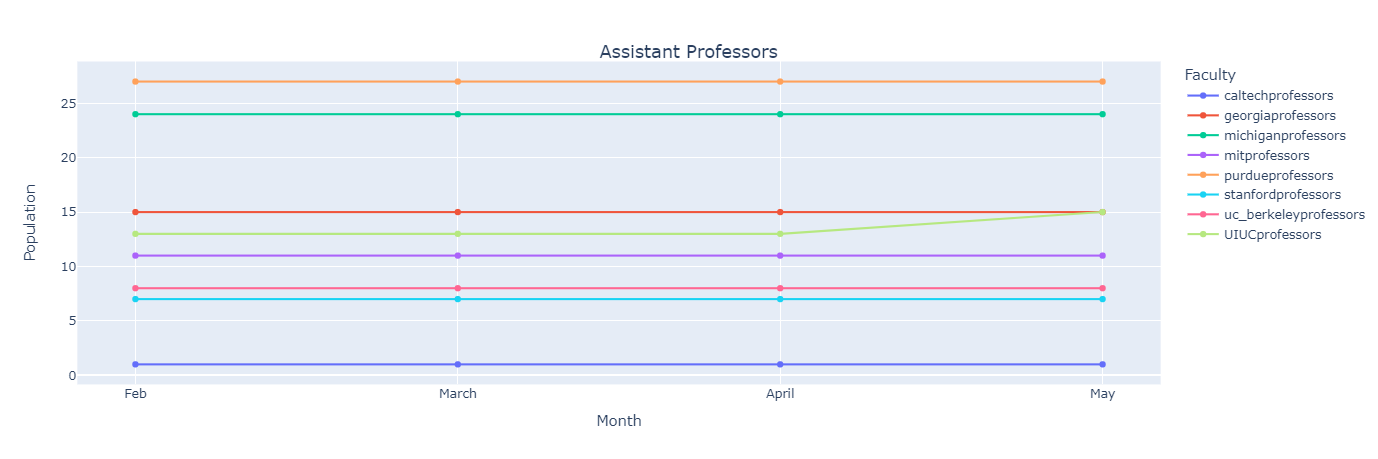 Assistant Professors
Faculty
caltechprofessors
georgiaprofessors
michiganprofessors
mitprofessors
purdueprofessors
stanfordprofessors
uc_berkeleyprofessors
UIUCprofessors
Population
25
20
15
10
5
0
Feb March April May
Month